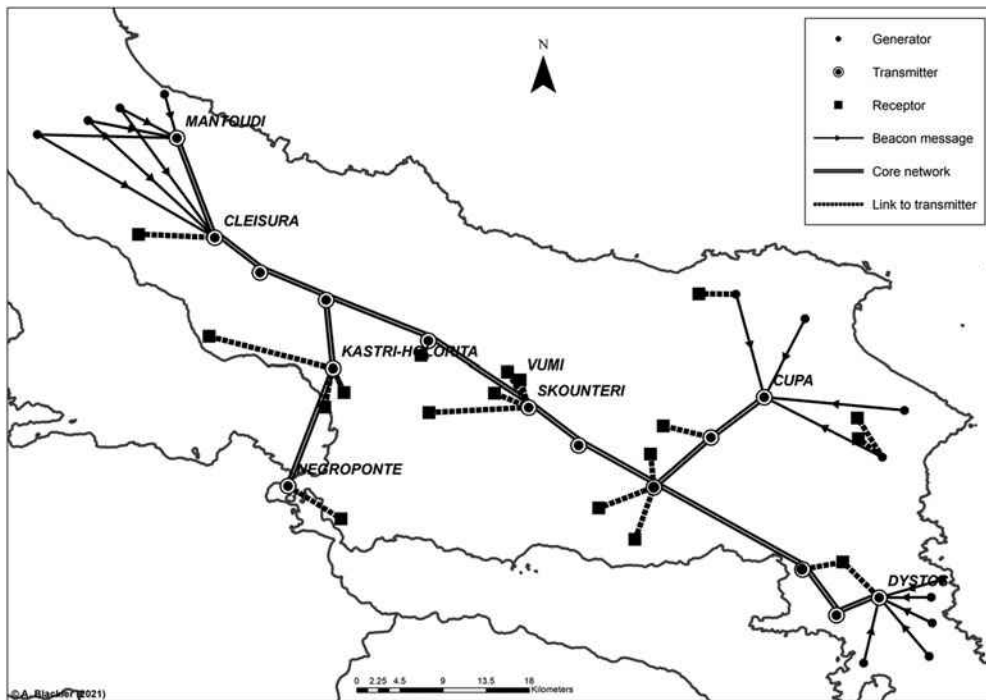 N
Generator
Transmitter
Receptor
Beacon message
Core network
Link to transmitter
MANTOUDI
CLEISURA
KASTRI-HOLORITA
VUMI
SKOUNTERI
CUPA
NEGROPONTE
DYSTOS
0 2.25 4.5 9 13.5 18
Kilometers
© A. Blackler (2021)